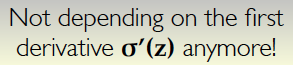 Not depending on the first
derivative σ′(z) anymore!